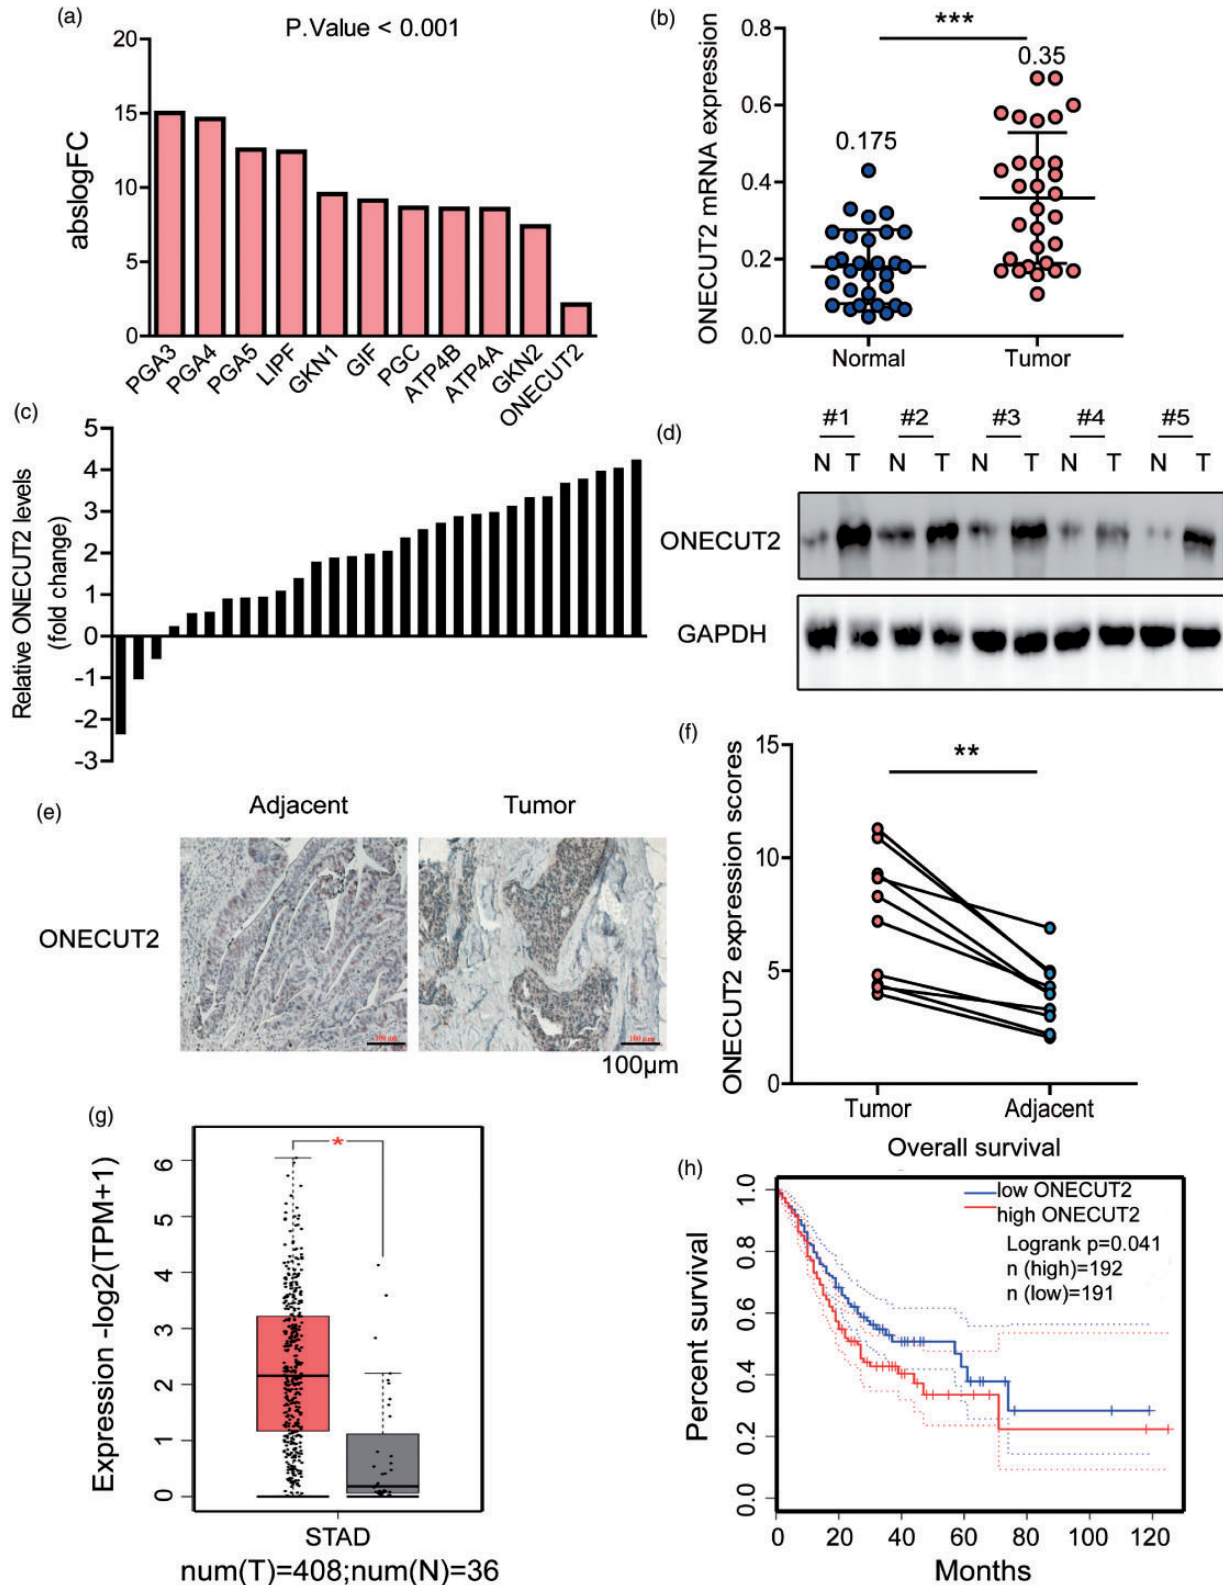 (a)
P.Value < 0.001
abslogFC
20
15
10
5
0
PGA3
PGA4
PGA5
LIPF
GKN1
GIF
PGC
ATP4B
ATP4A
GKN2
ONECUT2
(b)
ONECUT2 mRNA expression
0.8
0.6
0.4
0.2
0.0
***
0.175
0.35
Normal
Tumor
(c)
Relative ONECUT2 levels
(fold change)
5
4
3
2
1
0
-1
-2
-3
(d)
#1 #2 #3 #4 #5
N T N T N T N T N T
ONECUT2
GAPDH
(e)
Adjacent Tumor
ONECUT2
100 μm
100 μm
100μm
(f)
ONECUT2 expression scores
15
10
5
0
**
Tumor
Adjacent
(g)
Expression -log2(TPM+1)
6
5
4
3
2
1
0
*
STAD
num(T)=408;num(N)=36
(h)
Overall survival
Percent survival
1.0
0.8
0.6
0.4
0.2
0.0
low ONECUT2
high ONECUT2
Logrank p=0.041
n (high)=192
n (low)=191
0 20 40 60 80 100 120
Months